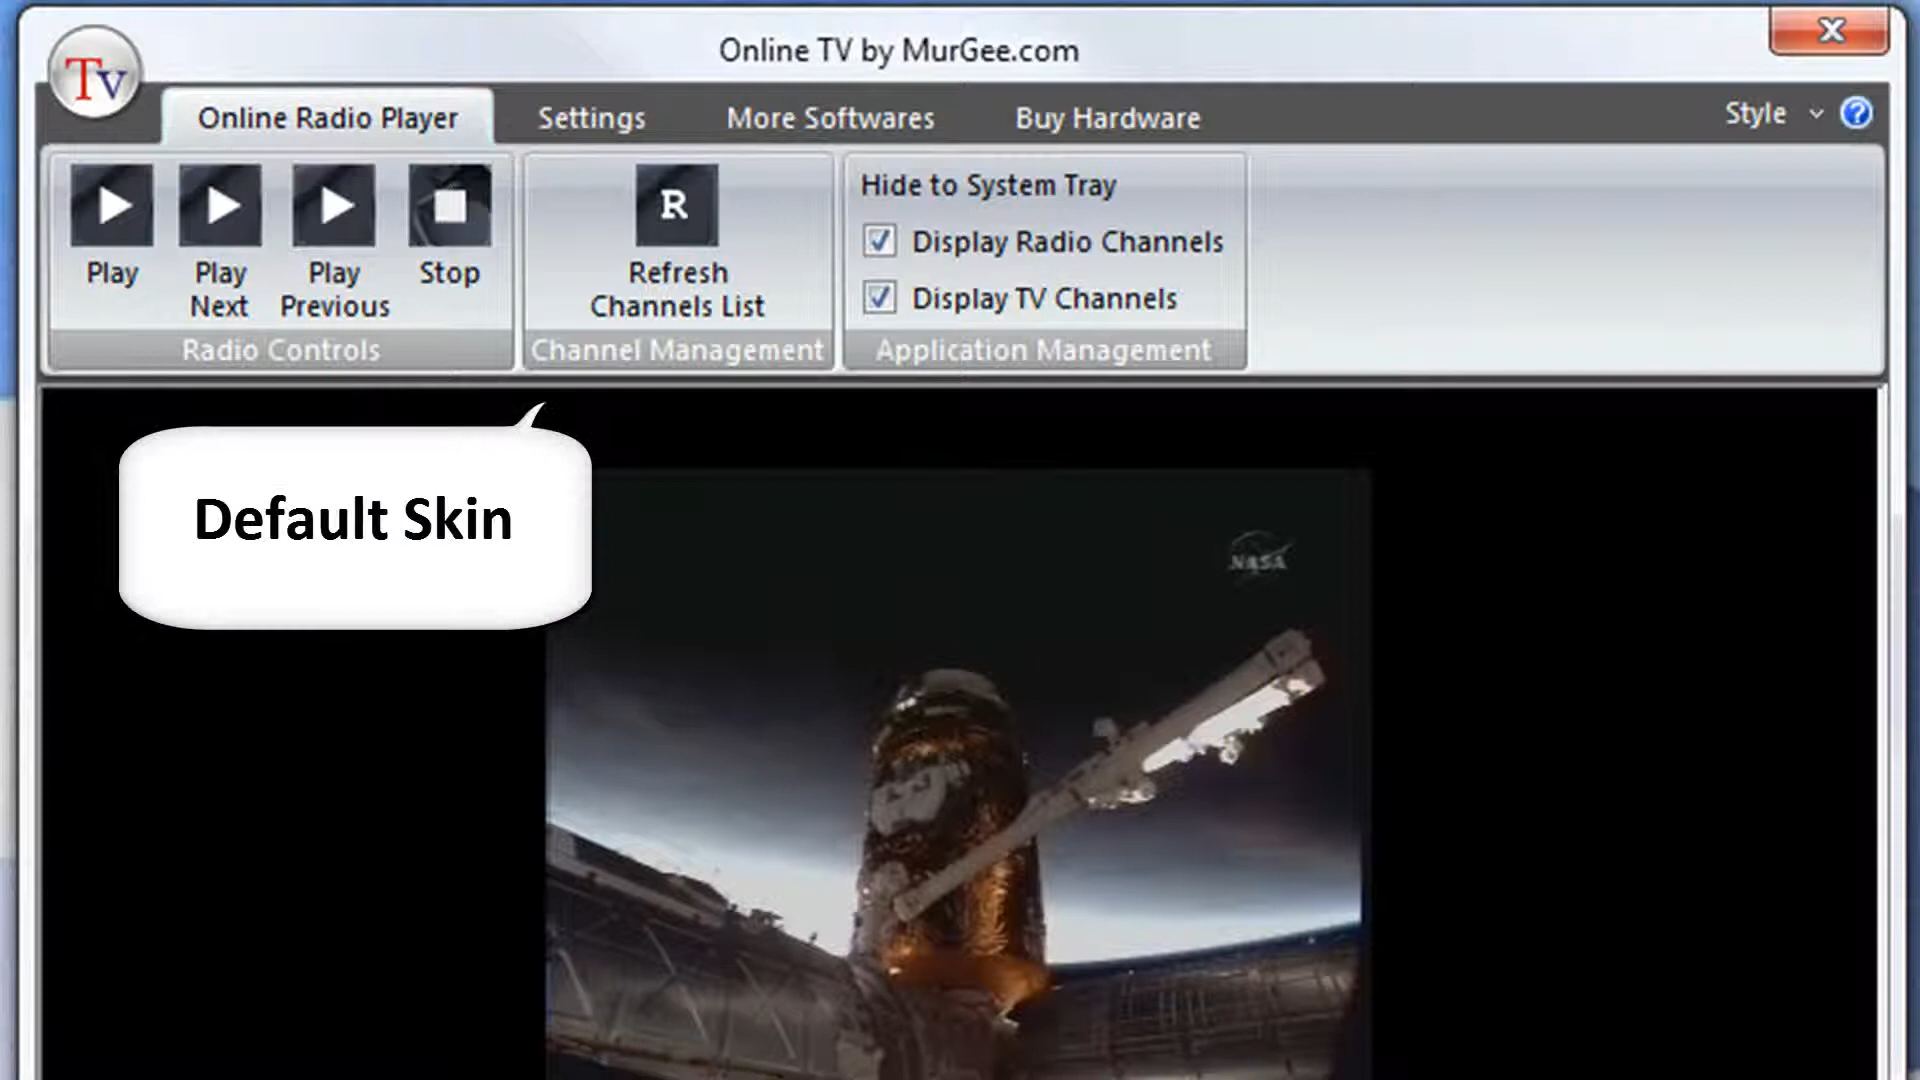 Online TV by MurGee.com
TV
Online Radio Player
Settings
More Softwares
Buy Hardware
Style
?
Play
Play
Next
Play
Previous
Stop
Radio Controls
R
Refresh
Channels List
Channel Management
Hide to System Tray
Display Radio Channels
Display TV Channels
Application Management
Default Skin
NASA